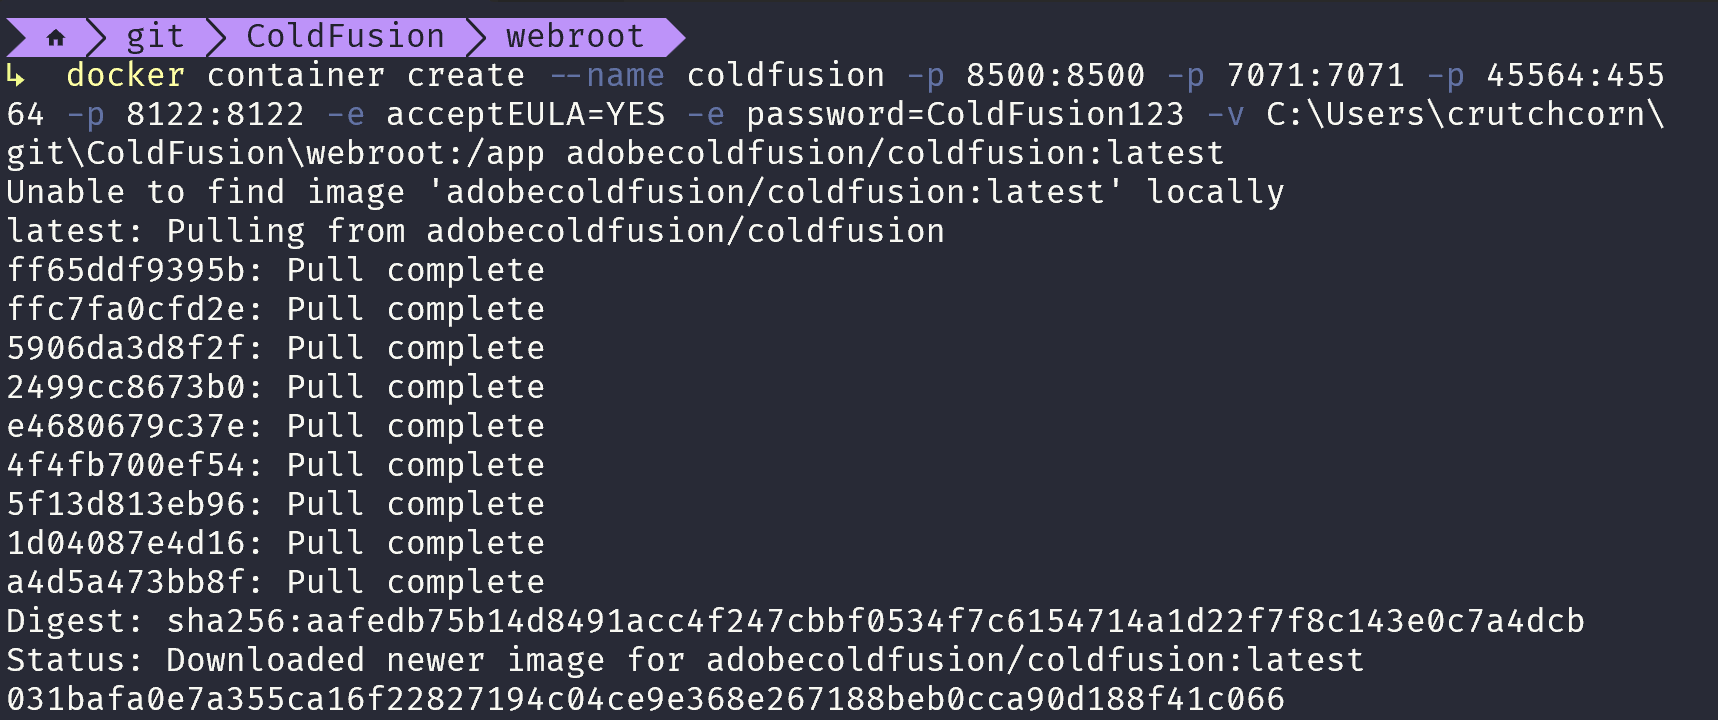 git ColdFusion webroot
↳ docker container create --name coldfusion -p 8500:8500 -p 7071:7071 -p 45564:455
64 -p 8122:8122 -e acceptEULA=YES -e password=ColdFusion123 -v C:\Users\crutchcorn\
git\ColdFusion\webroot:/app adobecoldfusion/coldfusion:latest
Unable to find image 'adobecoldfusion/coldfusion:latest' locally
latest: Pulling from adobecoldfusion/coldfusion
ff65ddf9395b: Pull complete
ffc7fa0cfd2e: Pull complete
5906da3d8f2f: Pull complete
2499cc8673b0: Pull complete
e4680679c37e: Pull complete
4f4fb700ef54: Pull complete
5f13d813eb96: Pull complete
1d04087e4d16: Pull complete
a4d5a473bb8f: Pull complete
Digest: sha256:aafedb75b14d8491acc4f247cbbf0534f7c6154714a1d22f7f8c143e0c7a4dcb
Status: Downloaded newer image for adobecoldfusion/coldfusion:latest
031bafa0e7a355ca16f22827194c04ce9e368e267188beb0cca90d188f41c066